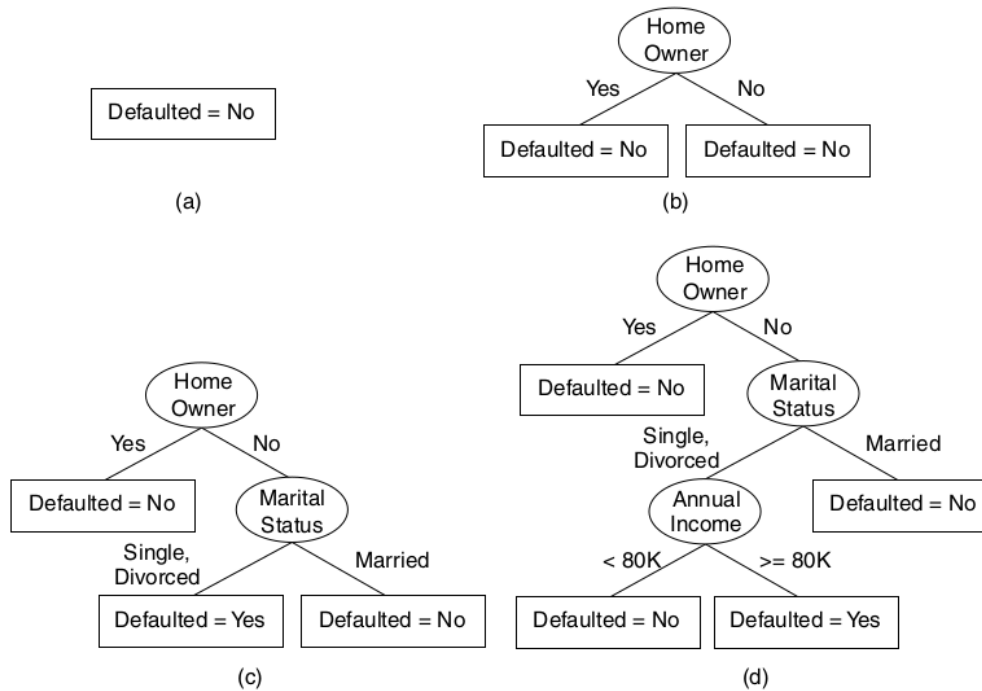 Defaulted = No
(a)
Home
Owner
Yes
No
Defaulted = No
Defaulted = No
(b)
Home
Owner
Yes
No
Defaulted = No
Marital
Status
Single,
Divorced
Married
Defaulted = Yes
Defaulted = No
(c)
Home
Owner
Yes
No
Defaulted = No
Marital
Status
Single,
Divorced
Married
Annual
Income
Defaulted = No
< 80K
>= 80K
Defaulted = No
Defaulted = Yes
(d)